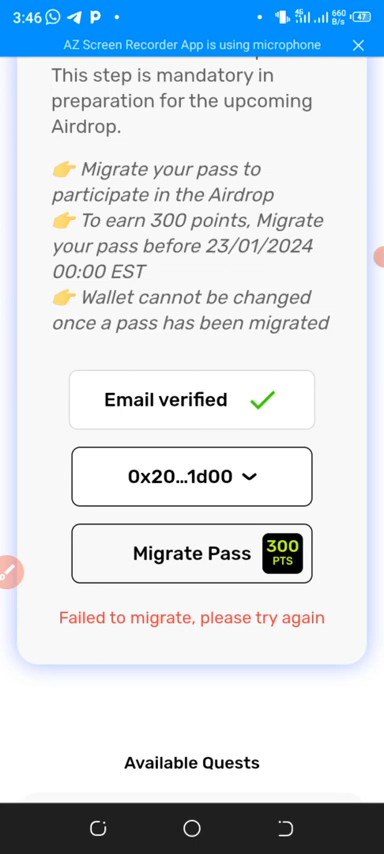 3:46 4G 660 B/s 47
AZ Screen Recorder App is using microphone
This step is mandatory in
preparation for the upcoming
Airdrop.
👉 Migrate your pass to
participate in the Airdrop
👉 To earn 300 points, Migrate
your pass before 23/01/2024
00:00 EST
👉 Wallet cannot be changed
once a pass has been migrated
Email verified
0x20...1d00
Migrate Pass 300 PTS
Failed to migrate, please try again
Available Quests